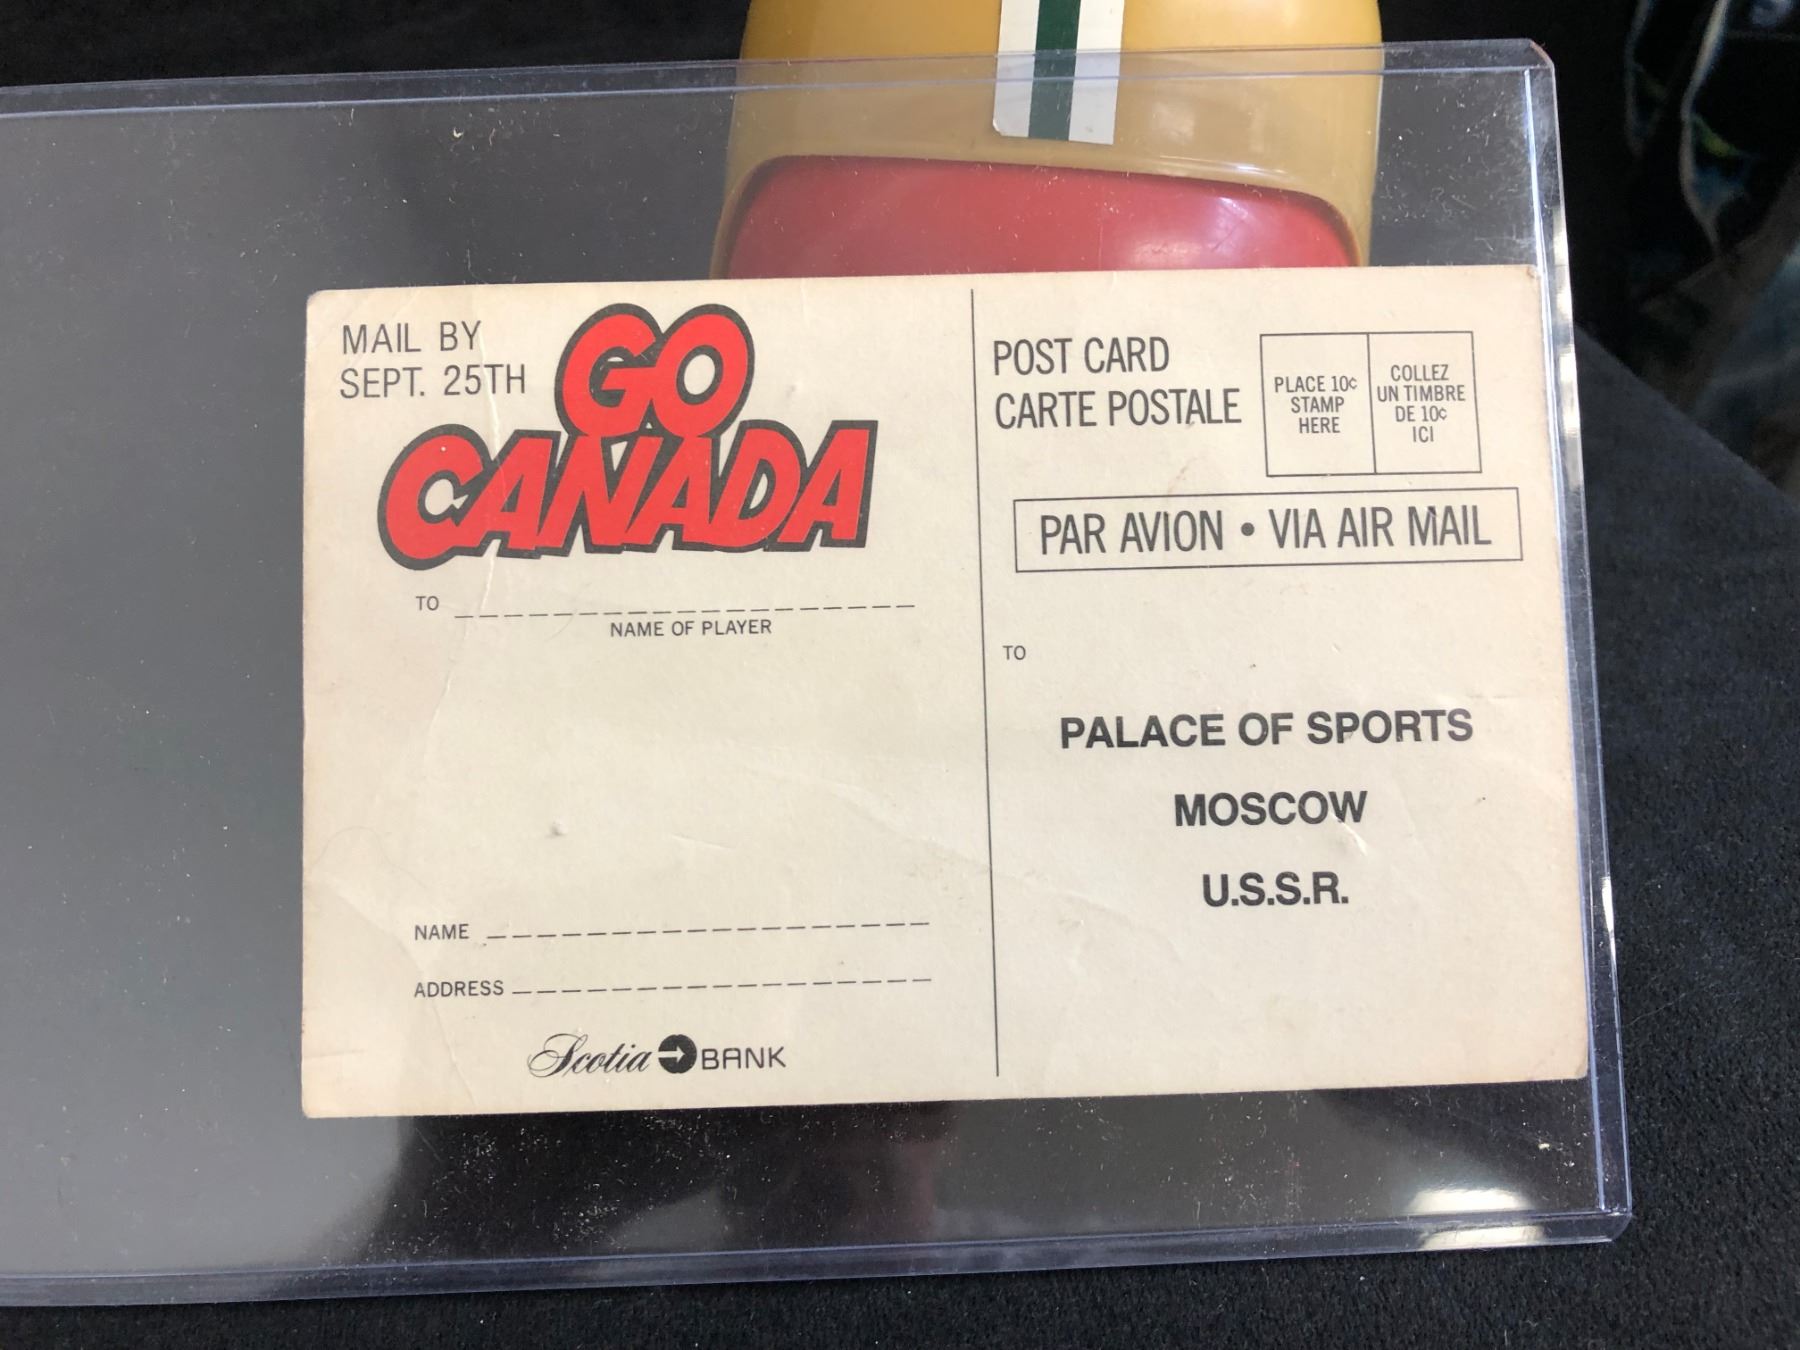 MAIL BY
SEPT. 25TH
GO
CANADA
TO
NAME OF PLAYER
NAME
ADDRESS
Scotia BANK
POST CARD
CARTE POSTALE
PLACE 10¢
STAMP
HERE
COLLEZ
UN TIMBRE
DE 10¢
ICI
PAR AVION • VIA AIR MAIL
TO
PALACE OF SPORTS
MOSCOW
U.S.S.R.